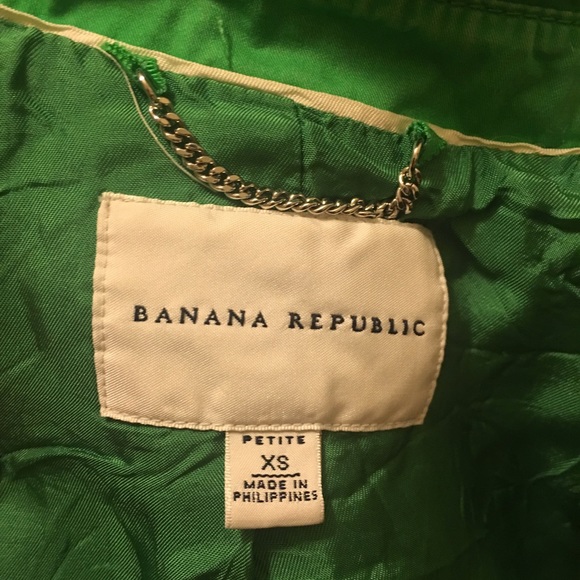 BANANA REPUBLIC
PETITE
XS
MADE IN
PHILIPPINES